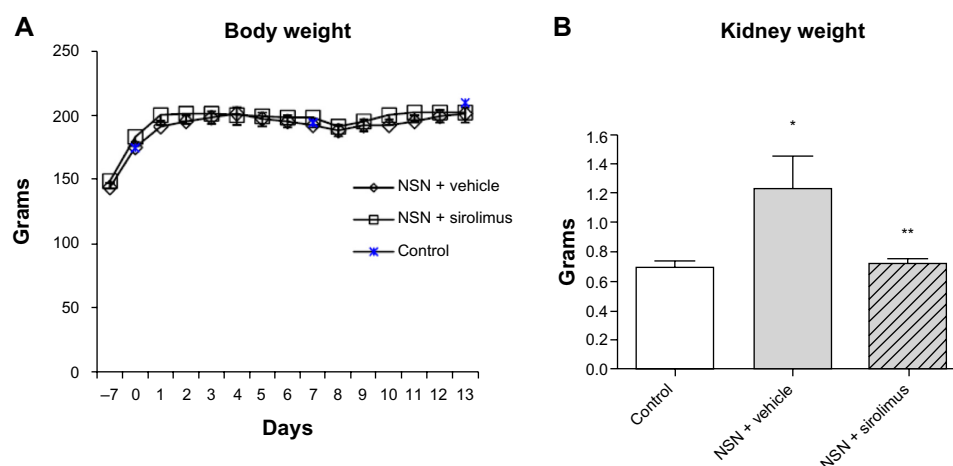 A
Body weight
250
200
150
100
50
0
Grams
–7 0 1 2 3 4 5 6 7 8 9 10 11 12 13
Days
NSN + vehicle
NSN + sirolimus
Control
B
Kidney weight
1.6
1.4
1.2
1.0
0.8
0.6
0.4
0.2
0.0
Grams
*
**
Control
NSN + vehicle
NSN + sirolimus